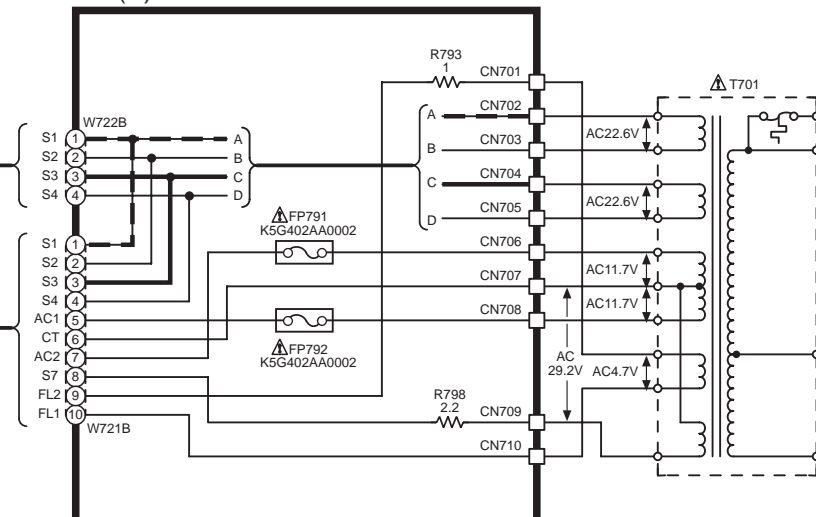 R793
1
CN701
T701
W722B
CN702
A
S1 1 A
AC22.6V
S2 2 B
B
CN703
S3 3 C
C
CN704
S4 4 D
AC22.6V
D
CN705
FP791
K5G402AA0002
S1 1
CN706
S2 2
AC11.7V
S3 3
CN707
S4 4
AC11.7V
AC1 5
CN708
CT 6
FP792
K5G402AA0002
AC2 7
AC
29.2V
AC4.7V
S7 8
R798
2.2
FL2 9
CN709
FL1 10
W721B
CN710